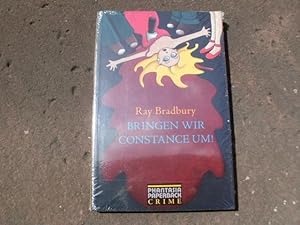 Ray Bradbury
BRINGEN WIR
CONSTANCE UM!
PHANTASIA
PAPERBACK
CRIME